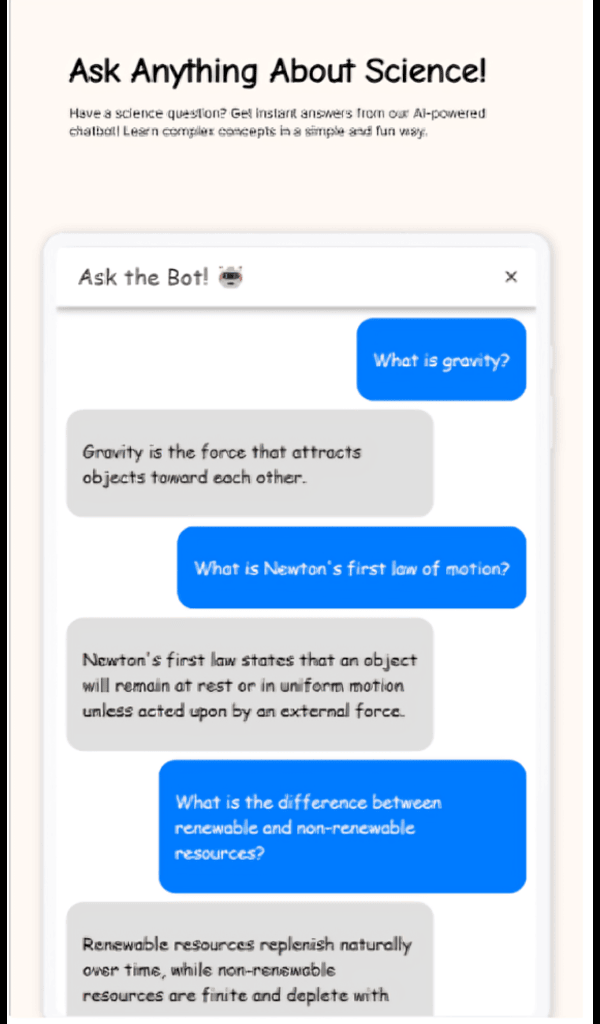 Ask Anything About Science!
Have a science question? Get instant answers from our AI-powered
chatbot! Learn complex concepts in a simple and fun way.
Ask the Bot!
What is gravity?
Gravity is the force that attracts
objects toward each other.
What is Newton's first law of motion?
Newton's first law states that an object
will remain at rest or in uniform motion
unless acted upon by an external force.
What is the difference between
renewable and non-renewable
resources?
Renewable resources replenish naturally
over time, while non-renewable
resources are finite and deplete with